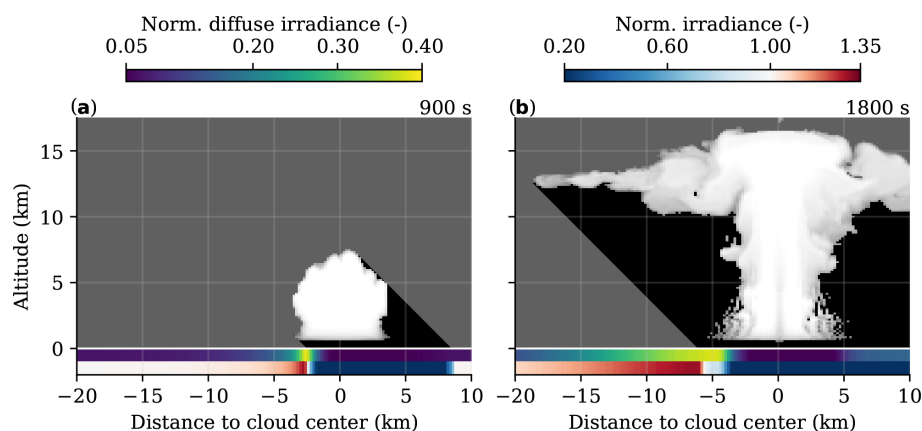 Norm. diffuse irradiance (-)
0.05 0.20 0.30 0.40
Norm. irradiance (-)
0.20 0.60 1.00 1.35
(a) 900 s
(b) 1800 s
15
10
5
0
Altitude (km)
−20 −15 −10 −5 0 5 10
−20 −15 −10 −5 0 5 10
Distance to cloud center (km)
Distance to cloud center (km)